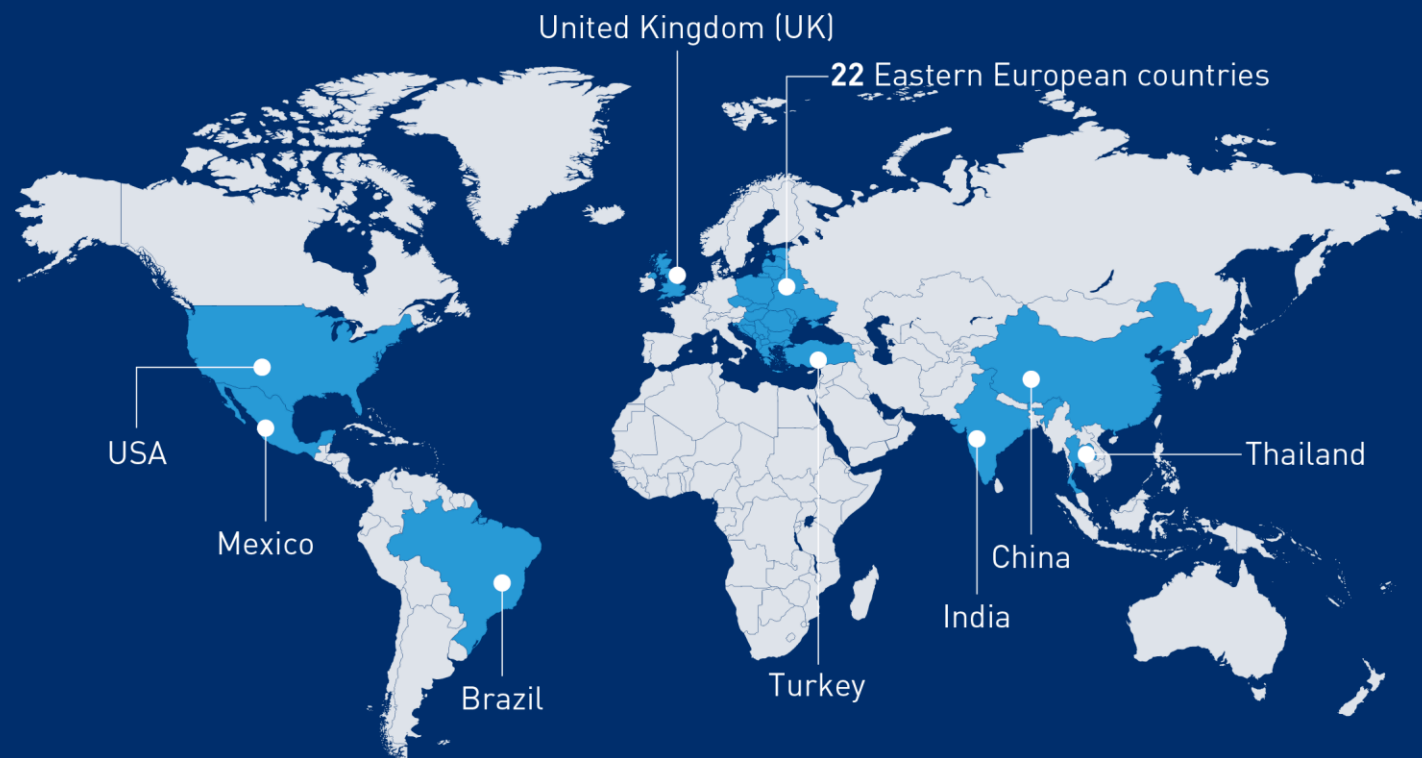 United Kingdom (UK)
22 Eastern European countries
USA
Thailand
Mexico
China
India
Turkey
Brazil